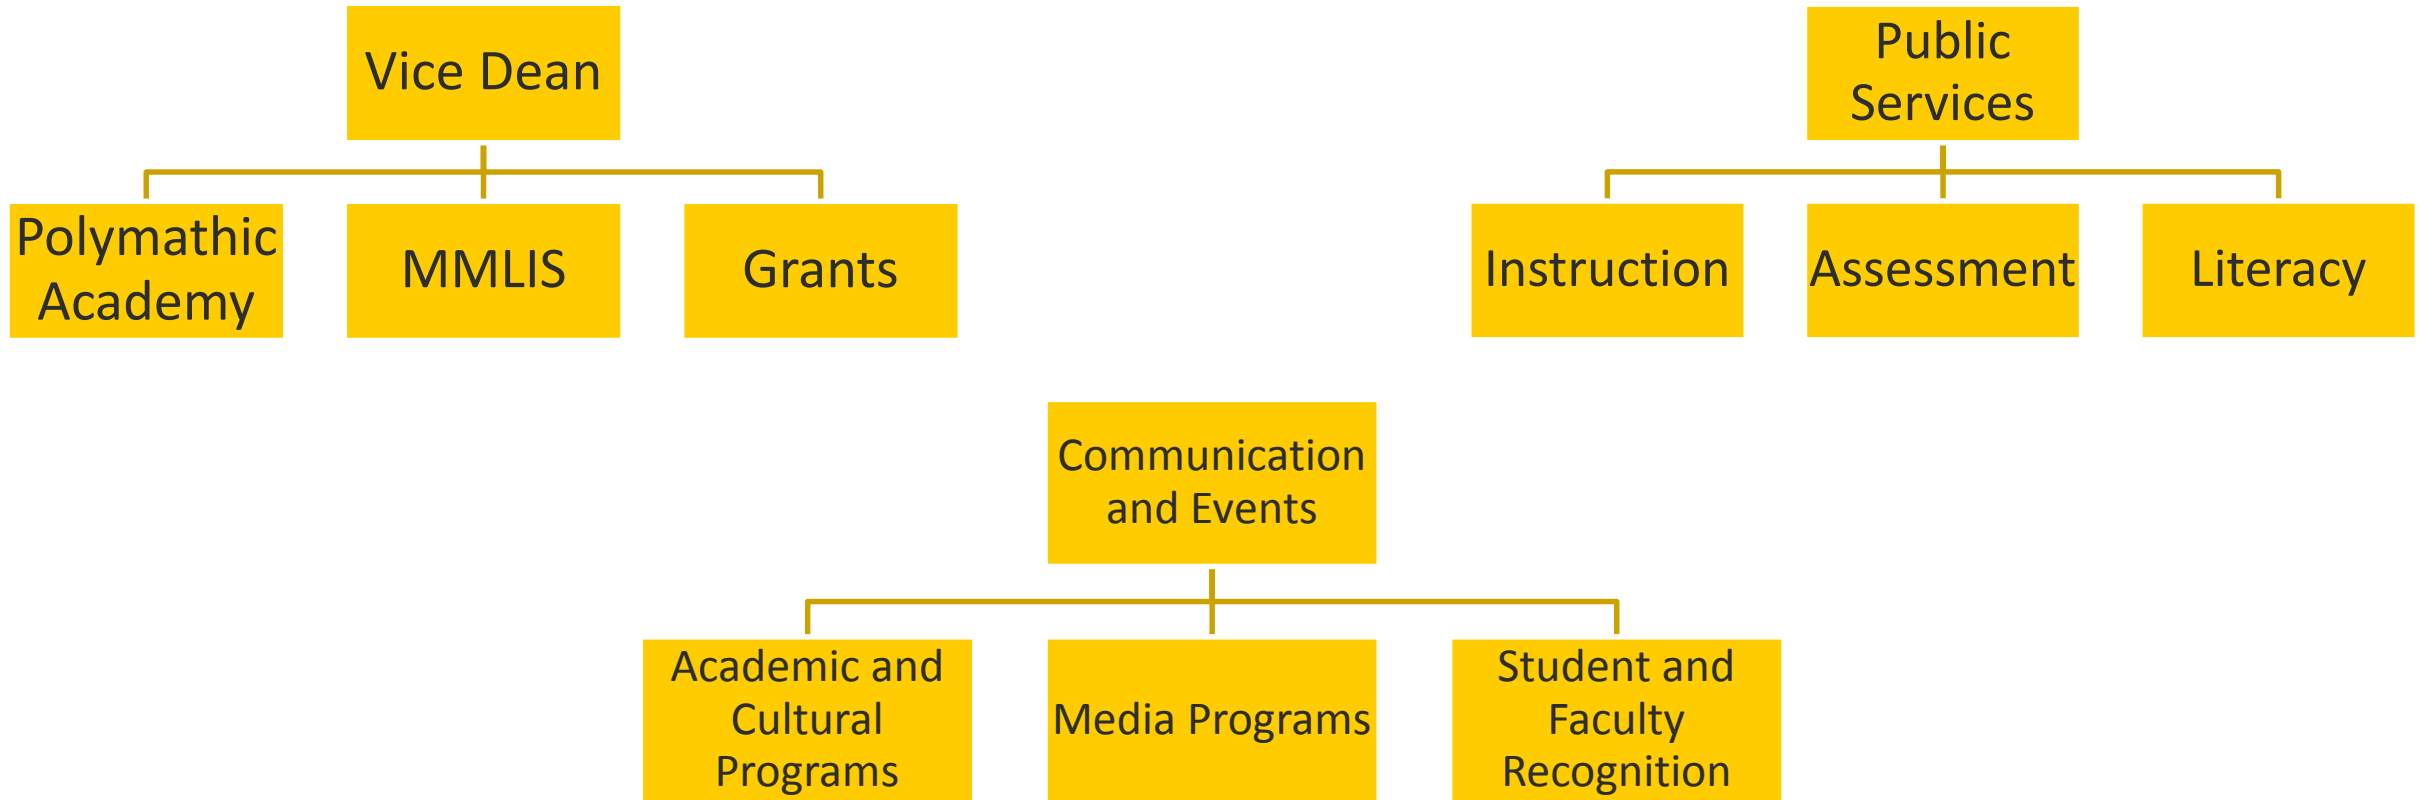 Vice Dean
Polymathic
Academy
MMLIS
Grants
Public
Services
Instruction
Assessment
Literacy
Communication
and Events
Academic and
Cultural
Programs
Media Programs
Student and
Faculty
Recognition